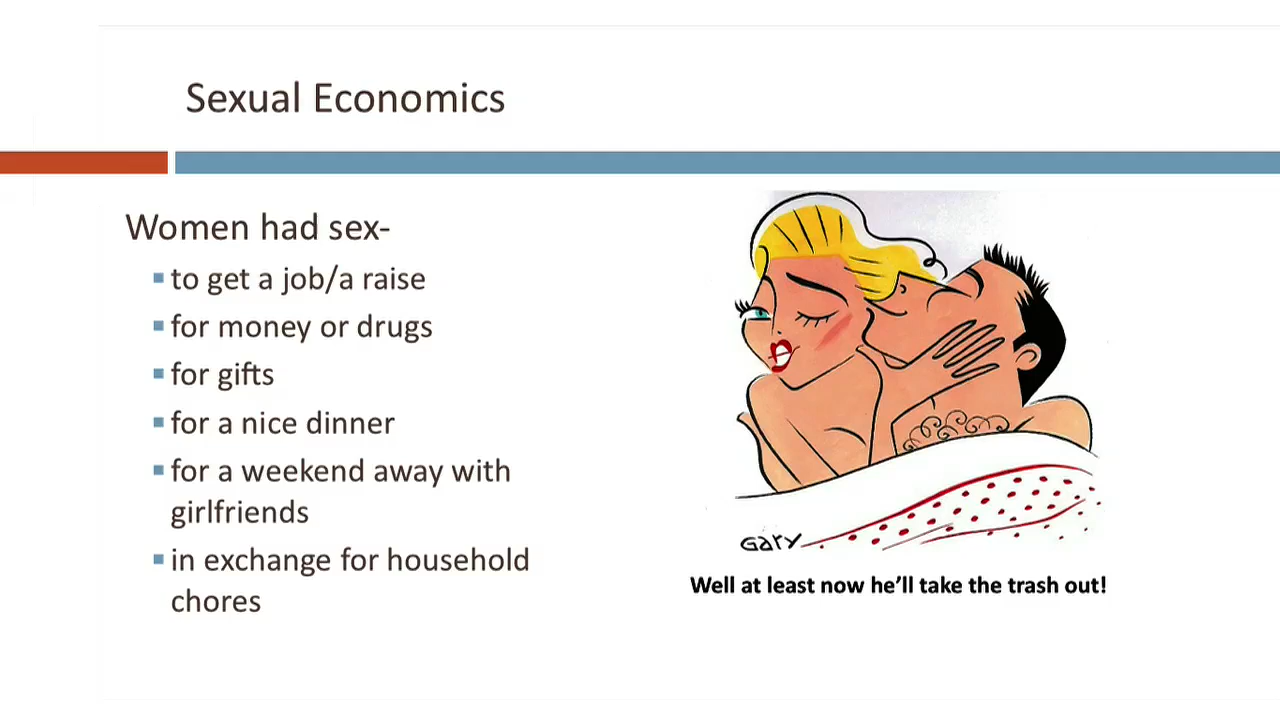 Sexual Economics
Women had sex-
to get a job/a raise
for money or drugs
for gifts
for a nice dinner
for a weekend away with
girlfriends
in exchange for household
chores
Gary
Well at least now he’ll take the trash out!